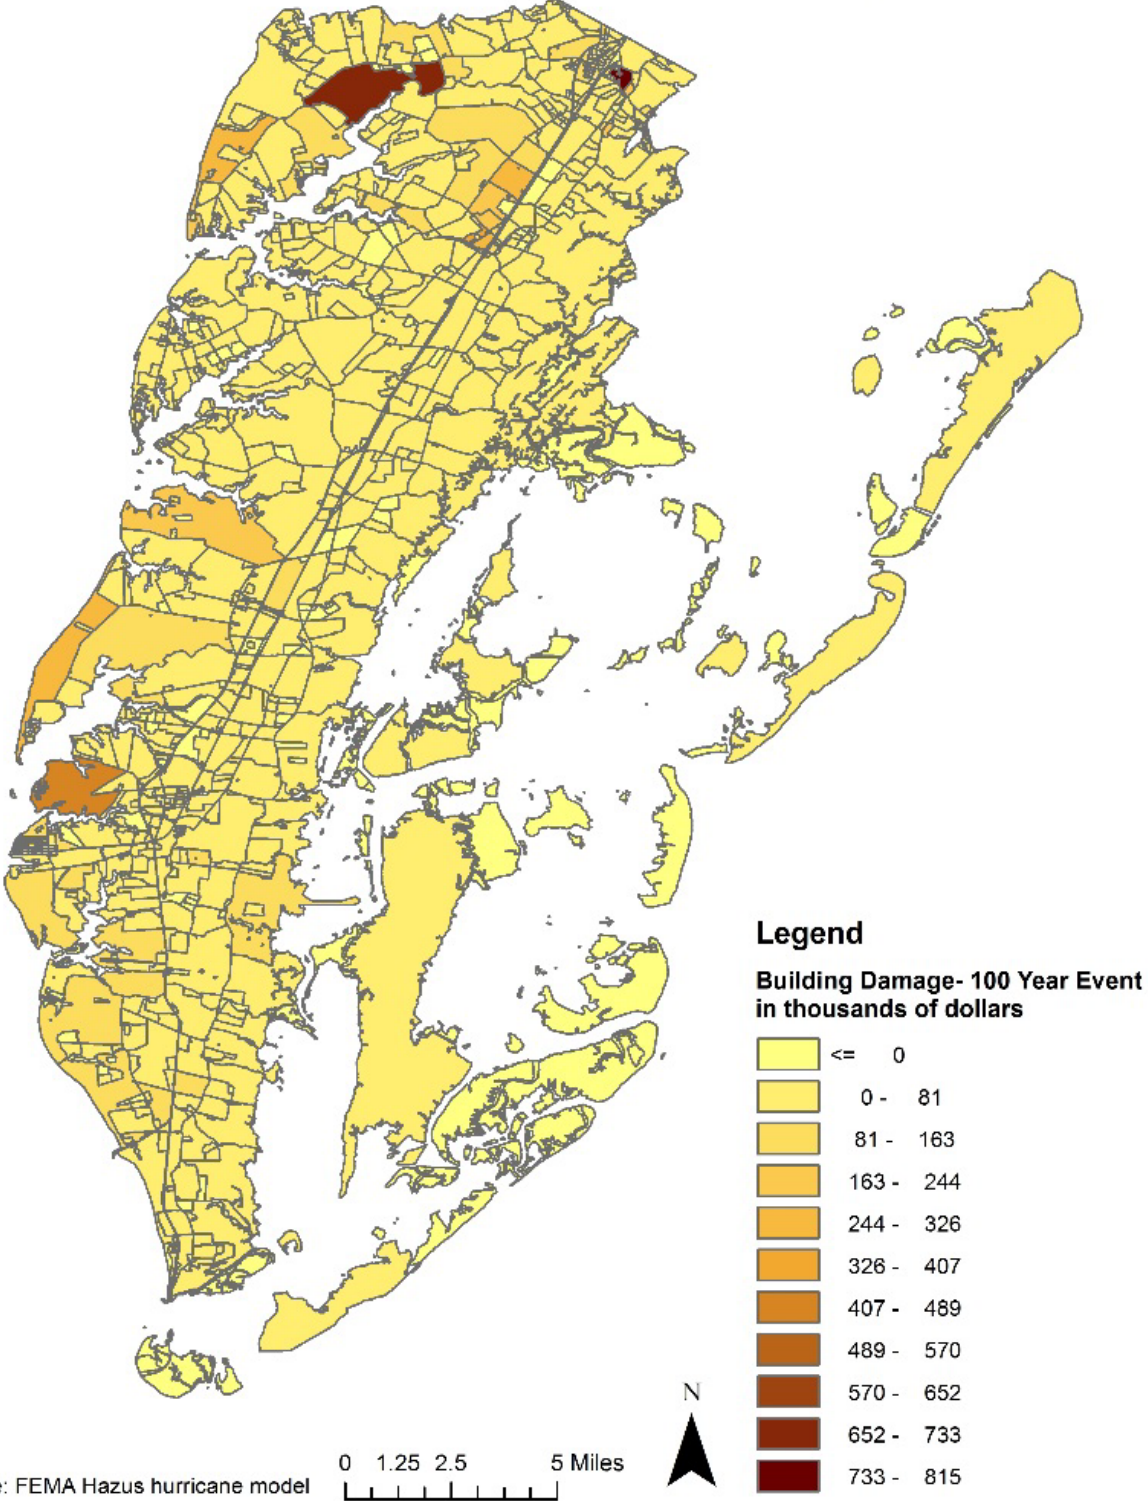 Legend
Building Damage- 100 Year Event
in thousands of dollars
<= 0
0 - 81
81 - 163
163 - 244
244 - 326
326 - 407
407 - 489
489 - 570
570 - 652
652 - 733
733 - 815
N
0 1.25 2.5 5 Miles
: FEMA Hazus hurricane model